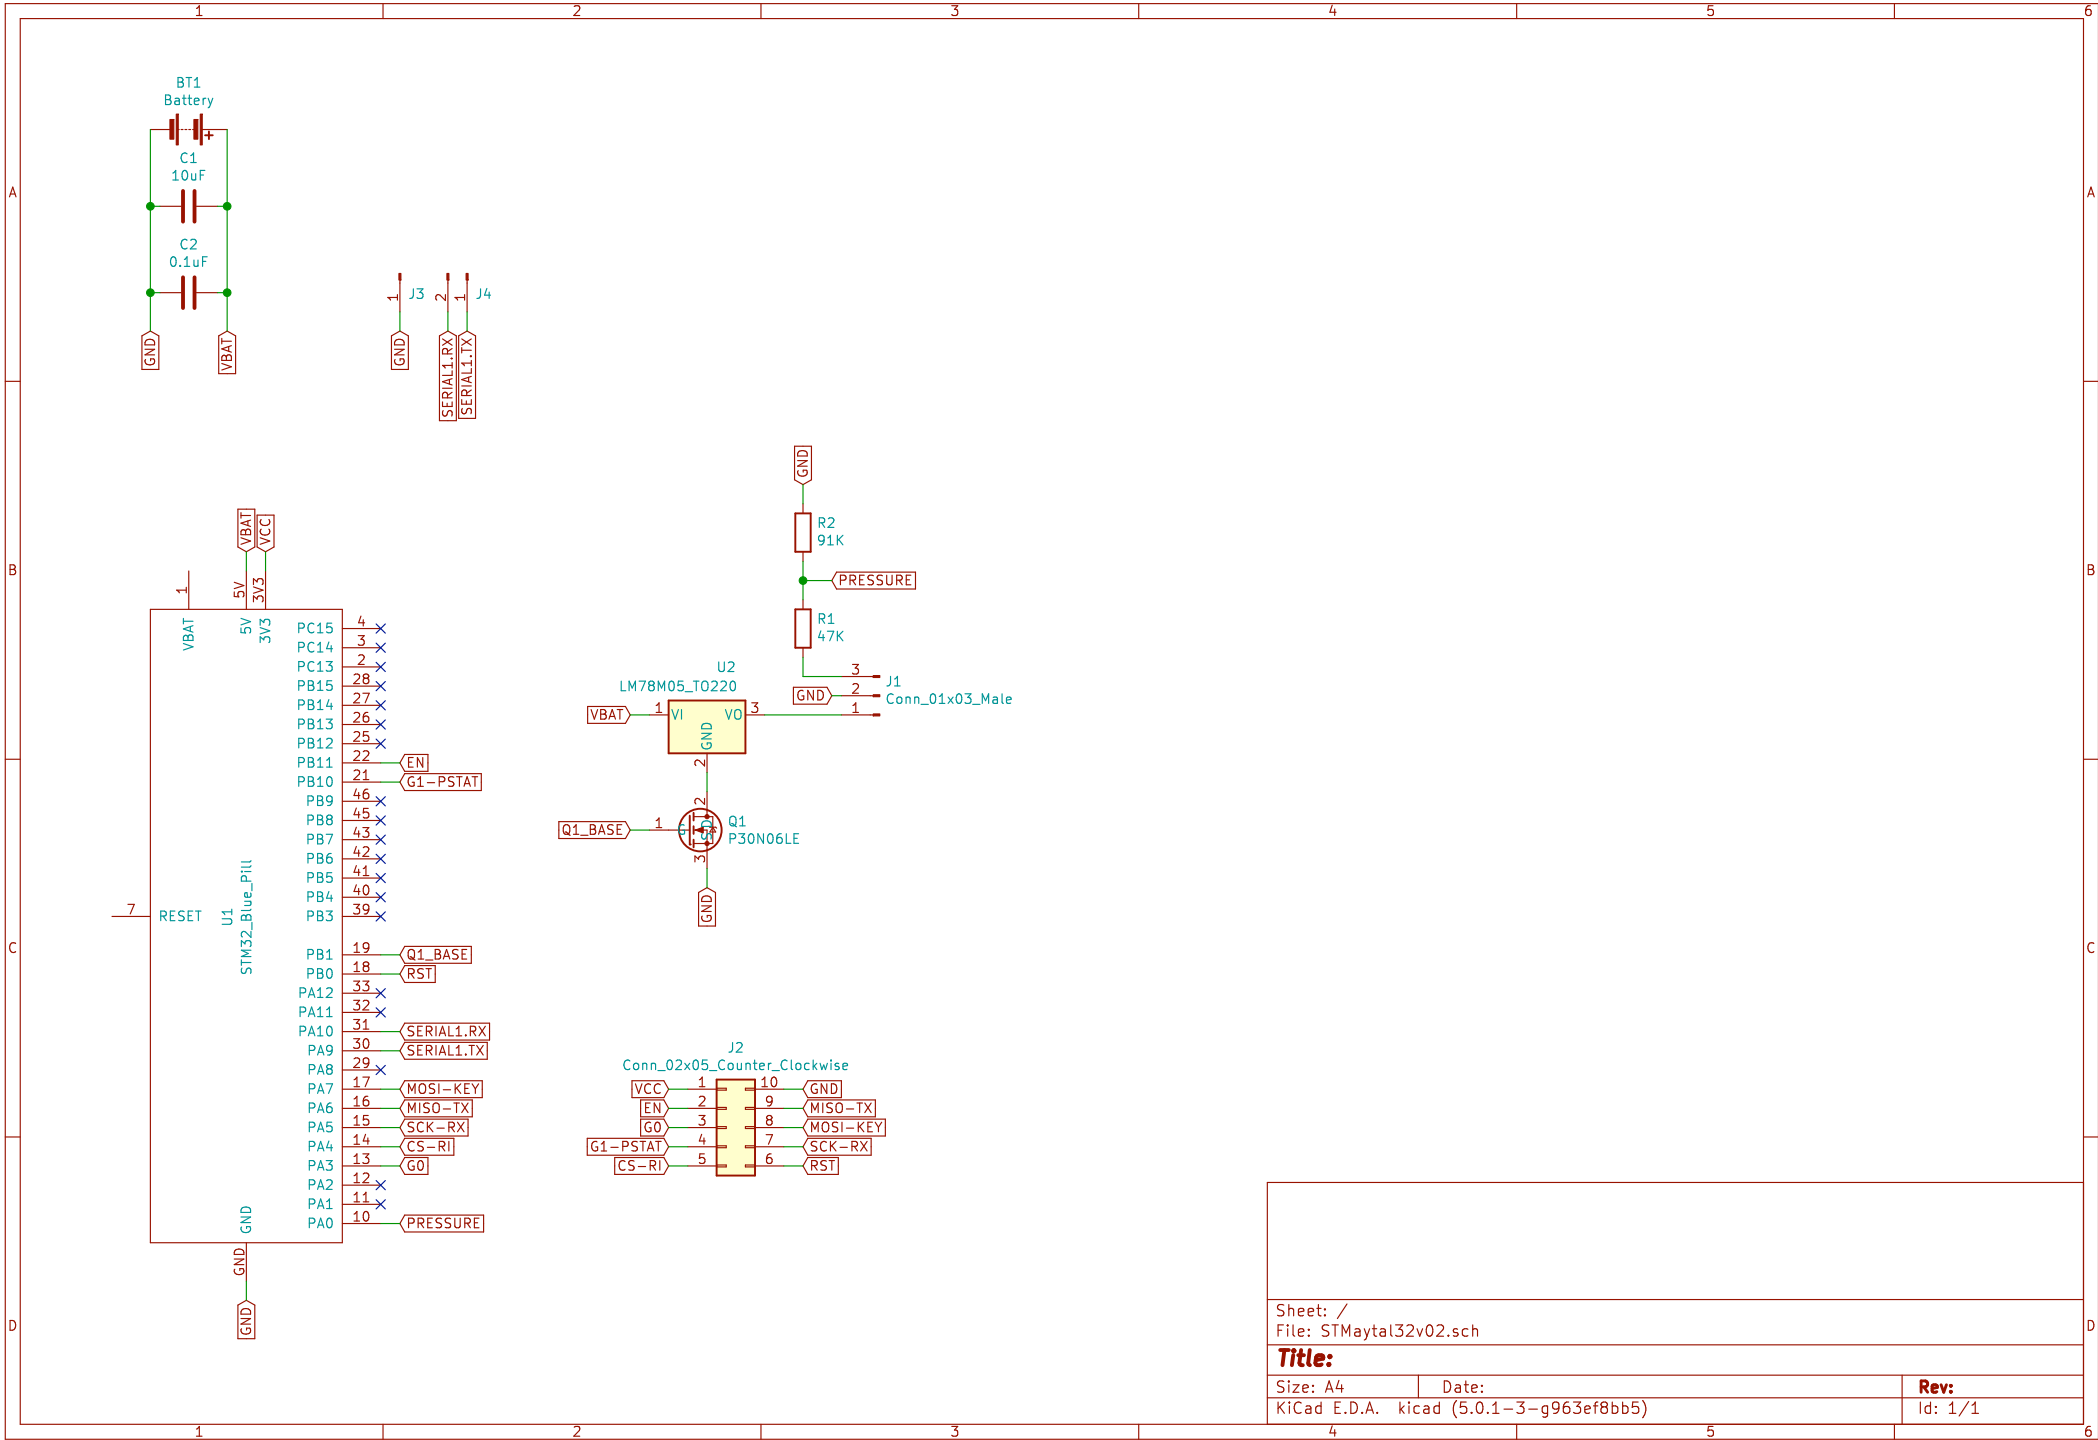 1 2 3 4 5 6
A
B
C
D
A
B
C
D
BT1
Battery
+
C1
10uF
C2
0.1uF
GND
VBAT
1
J3
2
1
J4
GND
SERIAL1.RX
SERIAL1.TX
VBAT
VCC
1
5V
3V3
VBAT
5V
3V3
PC15 4
PC14 3
PC13 2
PB15 28
PB14 27
PB13 26
PB12 25
PB11 22 EN
PB10 21 G1-PSTAT
PB9 46
PB8 45
PB7 43
PB6 42
PB5 41
PB4 40
PB3 39
7 RESET
U1
STM32_Blue_Pill
PB1 19 Q1_BASE
PB0 18 RST
PA12 33
PA11 32
PA10 31 SERIAL1.RX
PA9 30 SERIAL1.TX
PA8 29
PA7 17 MOSI-KEY
PA6 16 MISO-TX
PA5 15 SCK-RX
PA4 14 CS-RI
PA3 13 G0
PA2 12
PA1 11
PA0 10 PRESSURE
GND
GND
GND
GND
R2
91K
PRESSURE
R1
47K
3
GND 2
1
J1
Conn_01x03_Male
U2
LM78M05_TO220
VBAT 1 VI VO 3
GND
2
2
Q1_BASE 1 G D S
3
Q1
P30N06LE
GND
J2
Conn_02x05_Counter_Clockwise
VCC 1 10 GND
EN 2 9 MISO-TX
G0 3 8 MOSI-KEY
G1-PSTAT 4 7 SCK-RX
CS-RI 5 6 RST
Sheet: /
File: STMaytal32v02.sch
Title:
Size: A4 Date: Rev:
KiCad E.D.A. kicad (5.0.1-3-g963ef8bb5) Id: 1/1
1 2 3 4 5 6